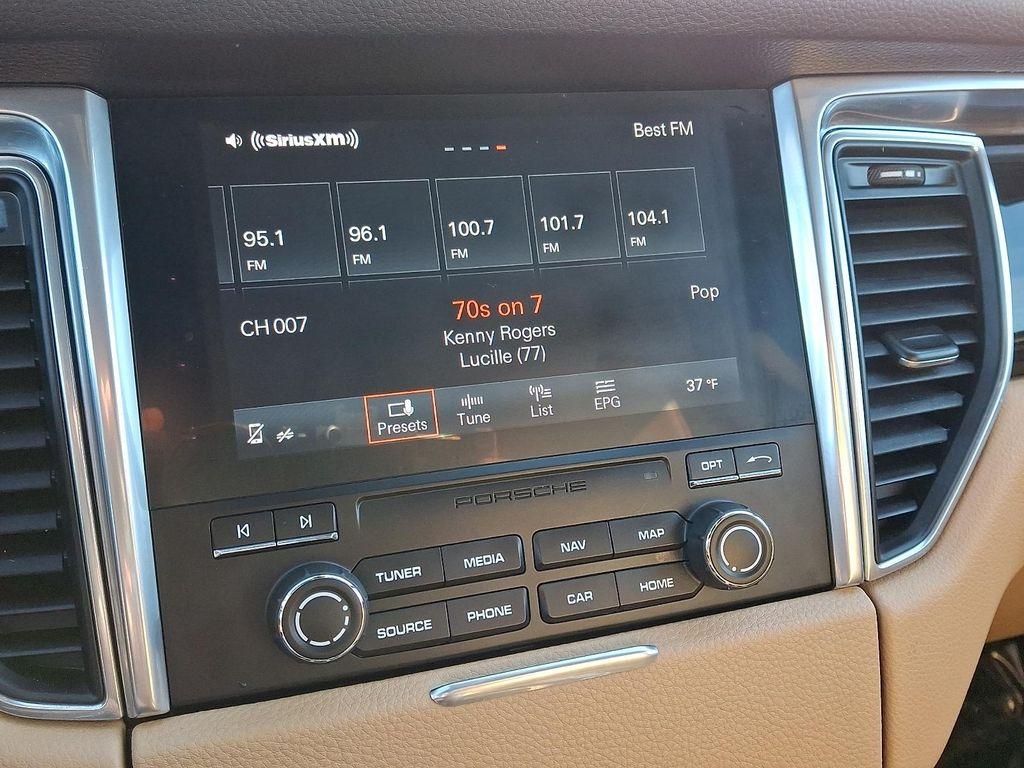 ((SiriusXM))
Best FM
95.1
FM
96.1
FM
100.7
FM
101.7
FM
104.1
FM
70s on 7
Pop
CH 007
Kenny Rogers
Lucille (77)
Presets
Tune
List
EPG
37 °F
PORSCHE
OPT
TUNER
MEDIA
NAV
MAP
SOURCE
PHONE
CAR
HOME